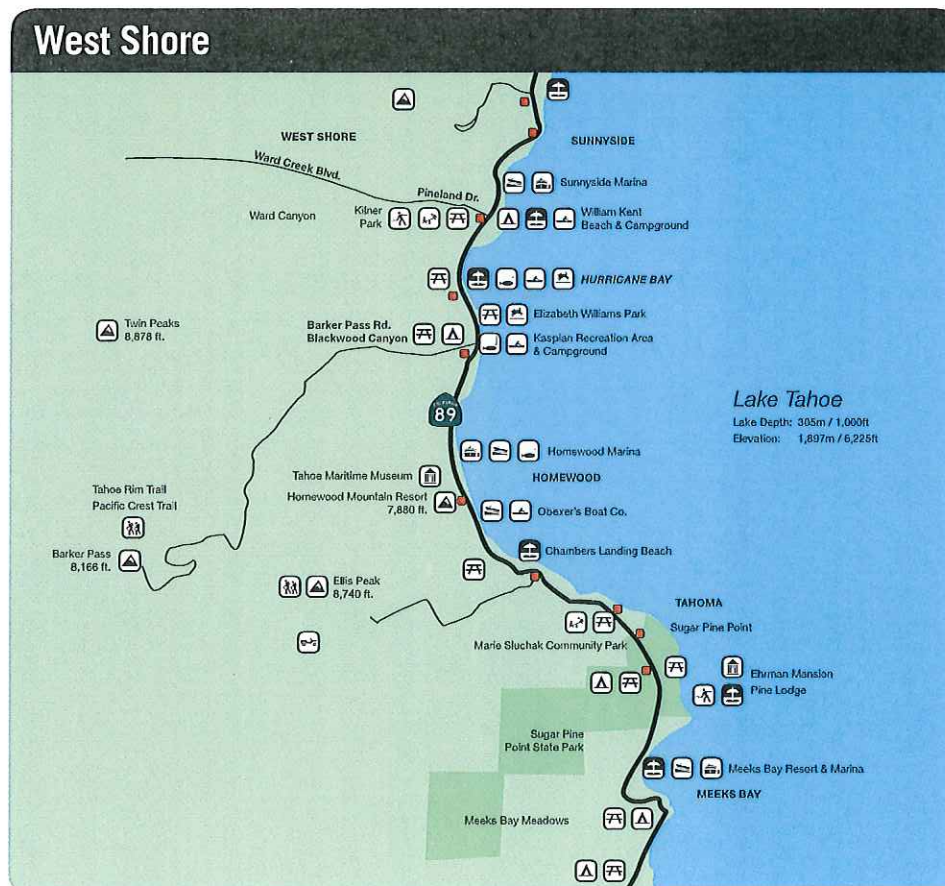 West Shore
WEST SHORE
SUNNYSIDE
Ward Creek Blvd.
Pineland Dr.
Sunnyside Marina
Ward Canyon
Kilner
Park
William Kent
Beach & Campground
HURRICANE BAY
Twin Peaks
8,878 ft.
Barker Pass Rd.
Blackwood Canyon
Elizabeth Williams Park
Kaspian Recreation Area
& Campground
89
Lake Tahoe
Lake Depth: 305m / 1,000ft
Elevation: 1,897m / 6,225ft
Homswood Marina
HOMEWOOD
Tahoe Maritime Museum
Homewood Mountain Resort
7,880 ft.
Obexer's Boat Co.
Tahoe Rim Trail
Pacific Crest Trail
Barker Pass
8,166 ft.
Chambers Landing Beach
Ellis Peak
8,740 ft.
TAHOMA
Sugar Pine Point
Marie Sluchak Community Park
Ehrman Mansion
Pine Lodge
Sugar Pine
Point State Park
Meeks Bay Resort & Marina
MEEKS BAY
Meeks Bay Meadows